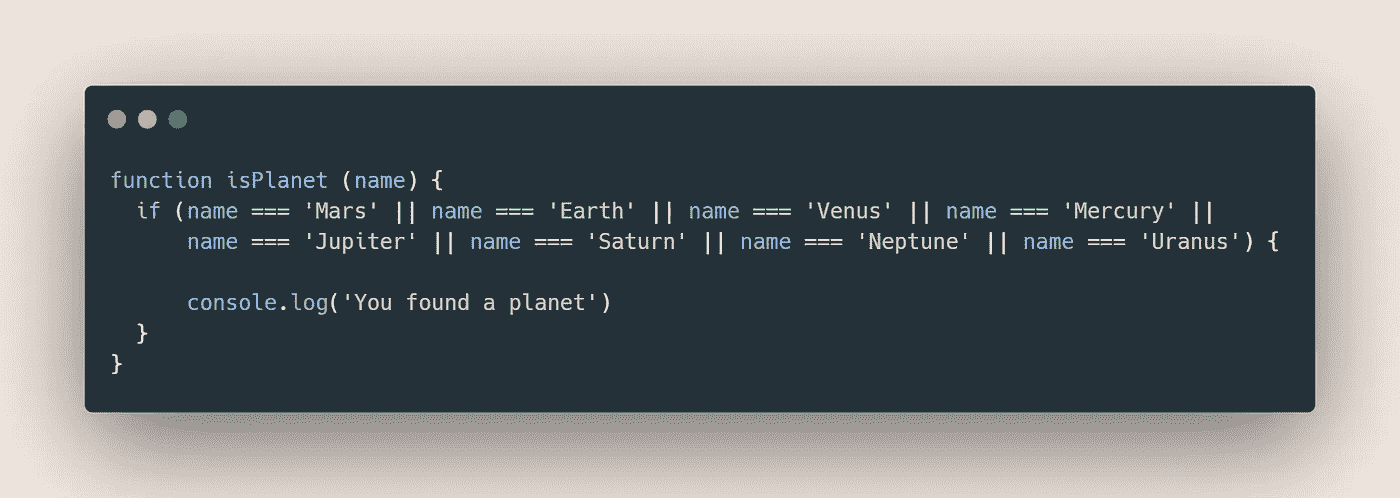 function isPlanet (name) {
  if (name === 'Mars' || name === 'Earth' || name === 'Venus' || name === 'Mercury' ||
      name === 'Jupiter' || name === 'Saturn' || name === 'Neptune' || name === 'Uranus') {
      console.log('You found a planet')
  }
}